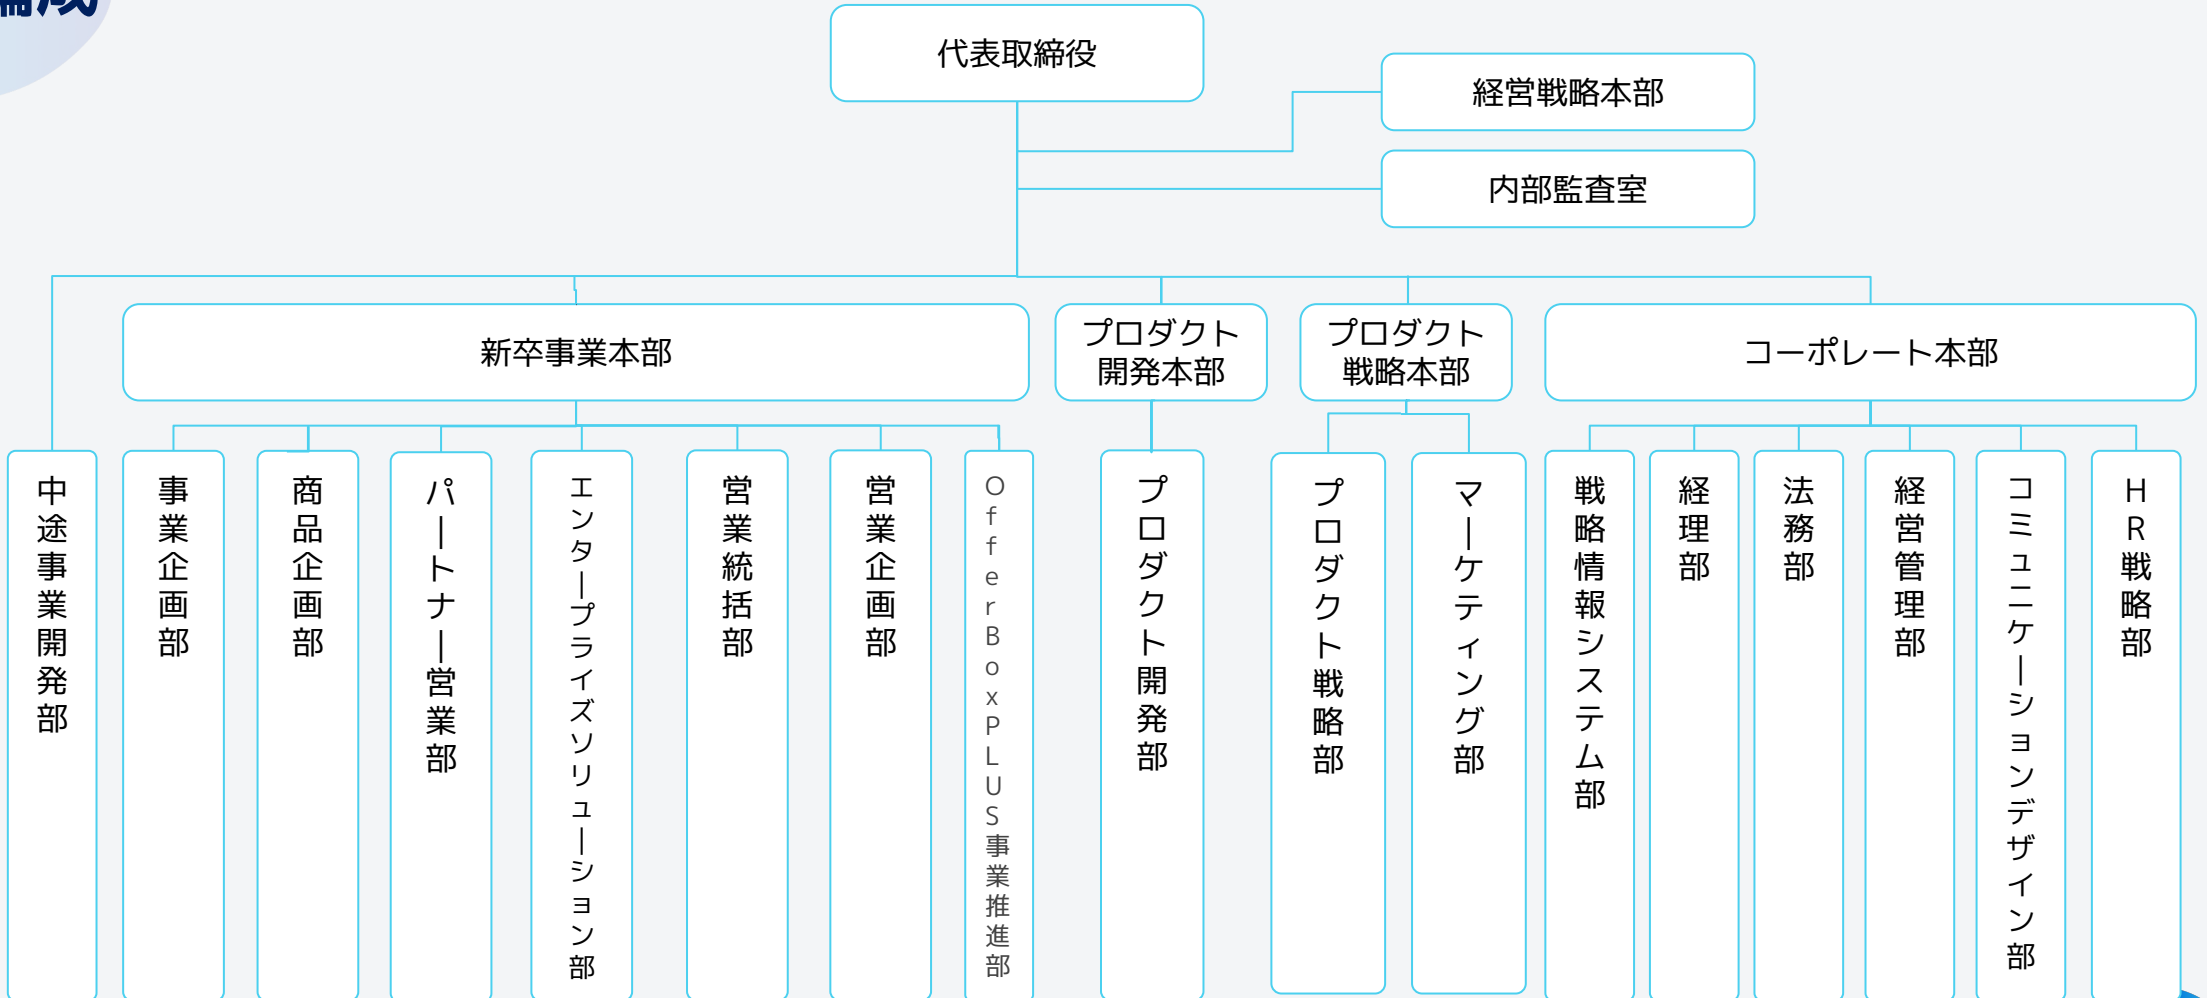 編成
代表取締役
経営戦略本部
内部監査室
新卒事業本部
プロダクト
開発本部
プロダクト
戦略本部
コーポレート本部
中途事業開発部
事業企画部
商品企画部
パートナー営業部
エンタープライズソリューション部
営業統括部
営業企画部
OfferBoxPLUS事業推進部
プロダクト開発部
プロダクト戦略部
マーケティング部
戦略情報システム部
経理部
法務部
経営管理部
コミュニケーションデザイン部
HR戦略部